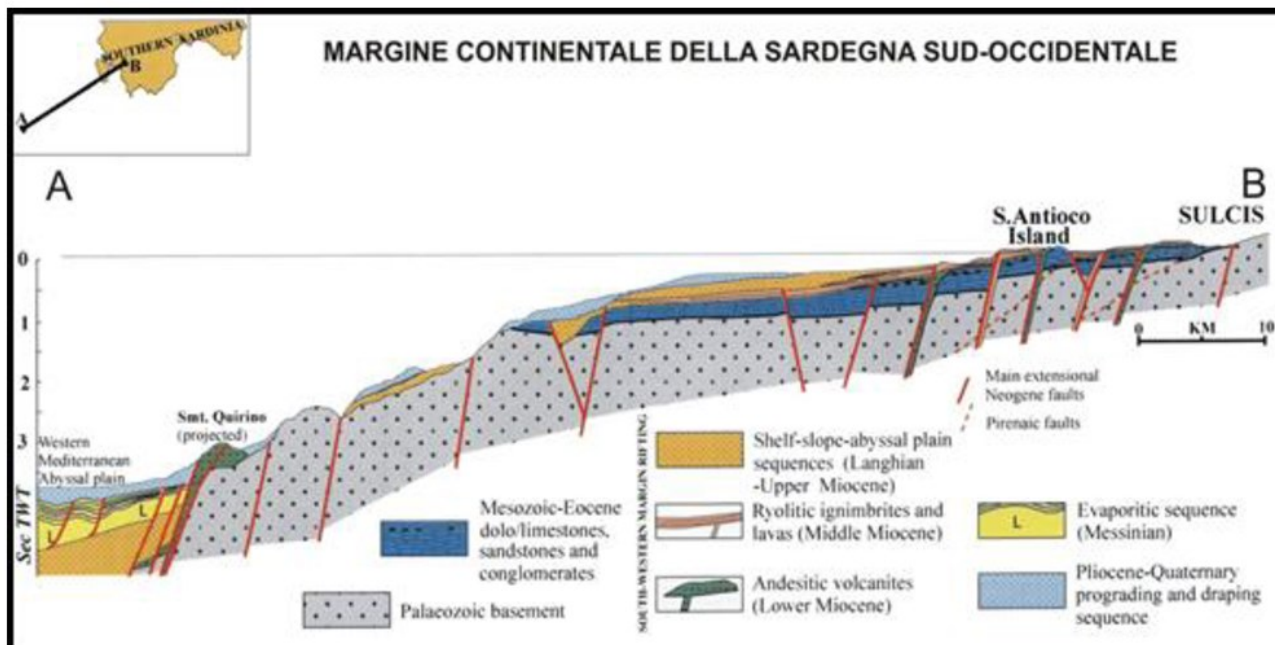 SOUTHERN SARDINIA
B
A
MARGINE CONTINENTALE DELLA SARDEGNA SUD-OCCIDENTALE
A
B
S.Antioco
Island
SULCIS
0
1
2
3
Sec TWT
Smt. Quirino
(projected)
Western
Mediterranean
Abyssal plain
L
L
0
KM
10
Main extensional
Neogene faults
Pirenaic faults
Mesozoic-Eocene
dolo/limestones,
sandstones and
conglomerates
Palaeozoic basement
SOUTH-WESTERN MARGIN RIFTING,
Shelf-slope-abyssal plain
sequences (Langhian
-Upper Miocene)
Ryolitic ignimbrites and
lavas (Middle Miocene)
Andesitic volcanites
(Lower Miocene)
L
Evaporitic sequence
(Messinian)
Pliocene-Quaternary
prograding and draping
sequence